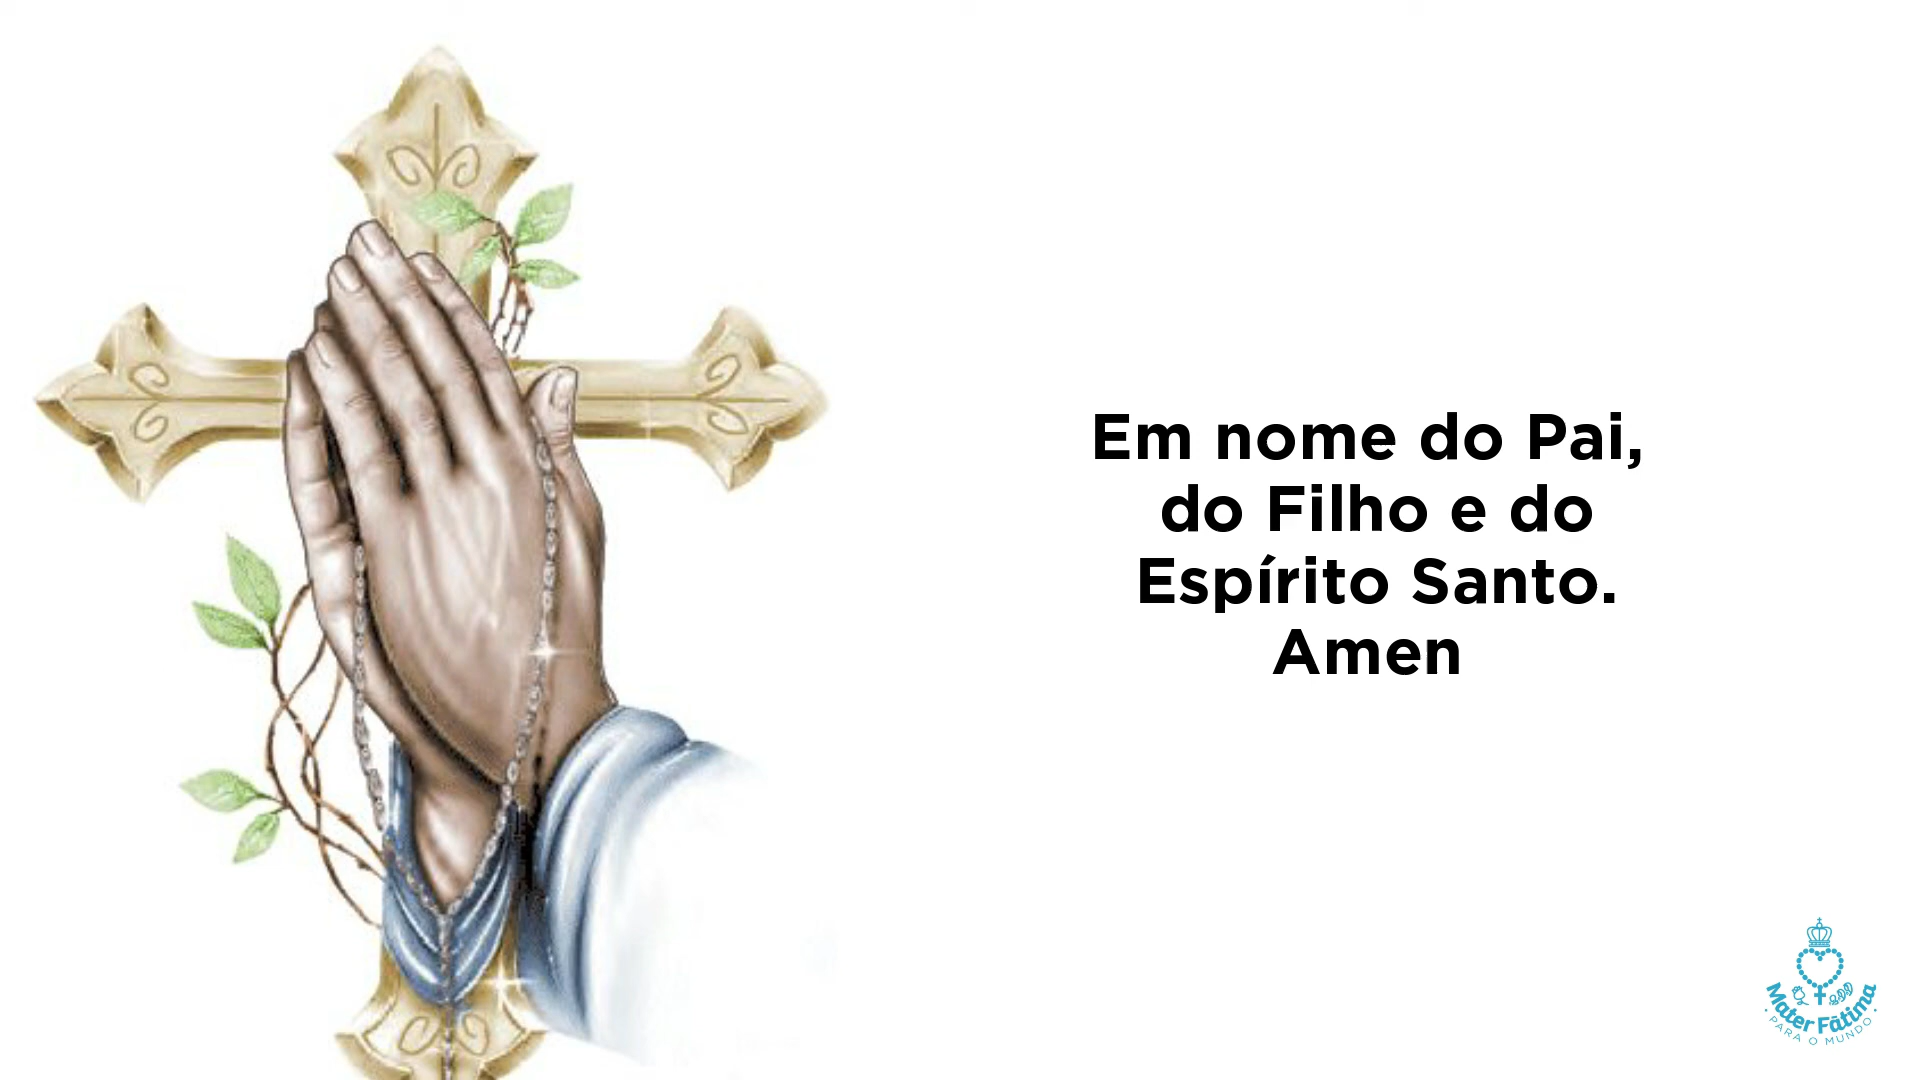 Em nome do Pai,
do Filho e do
Espírito Santo.
Amen
Mater Fátima
PARA O MUNDO